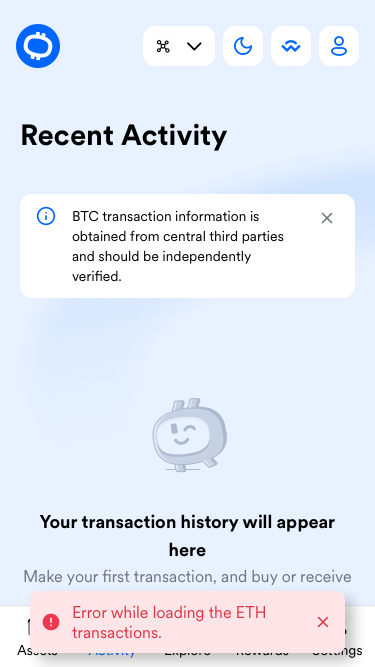 Recent Activity
BTC transaction information is
obtained from central third parties
and should be independently
verified.
Your transaction history will appear
here
Make your first transaction, and buy or receive
Error while loading the ETH
transactions.
Assets Activity Explore Rewards Settings